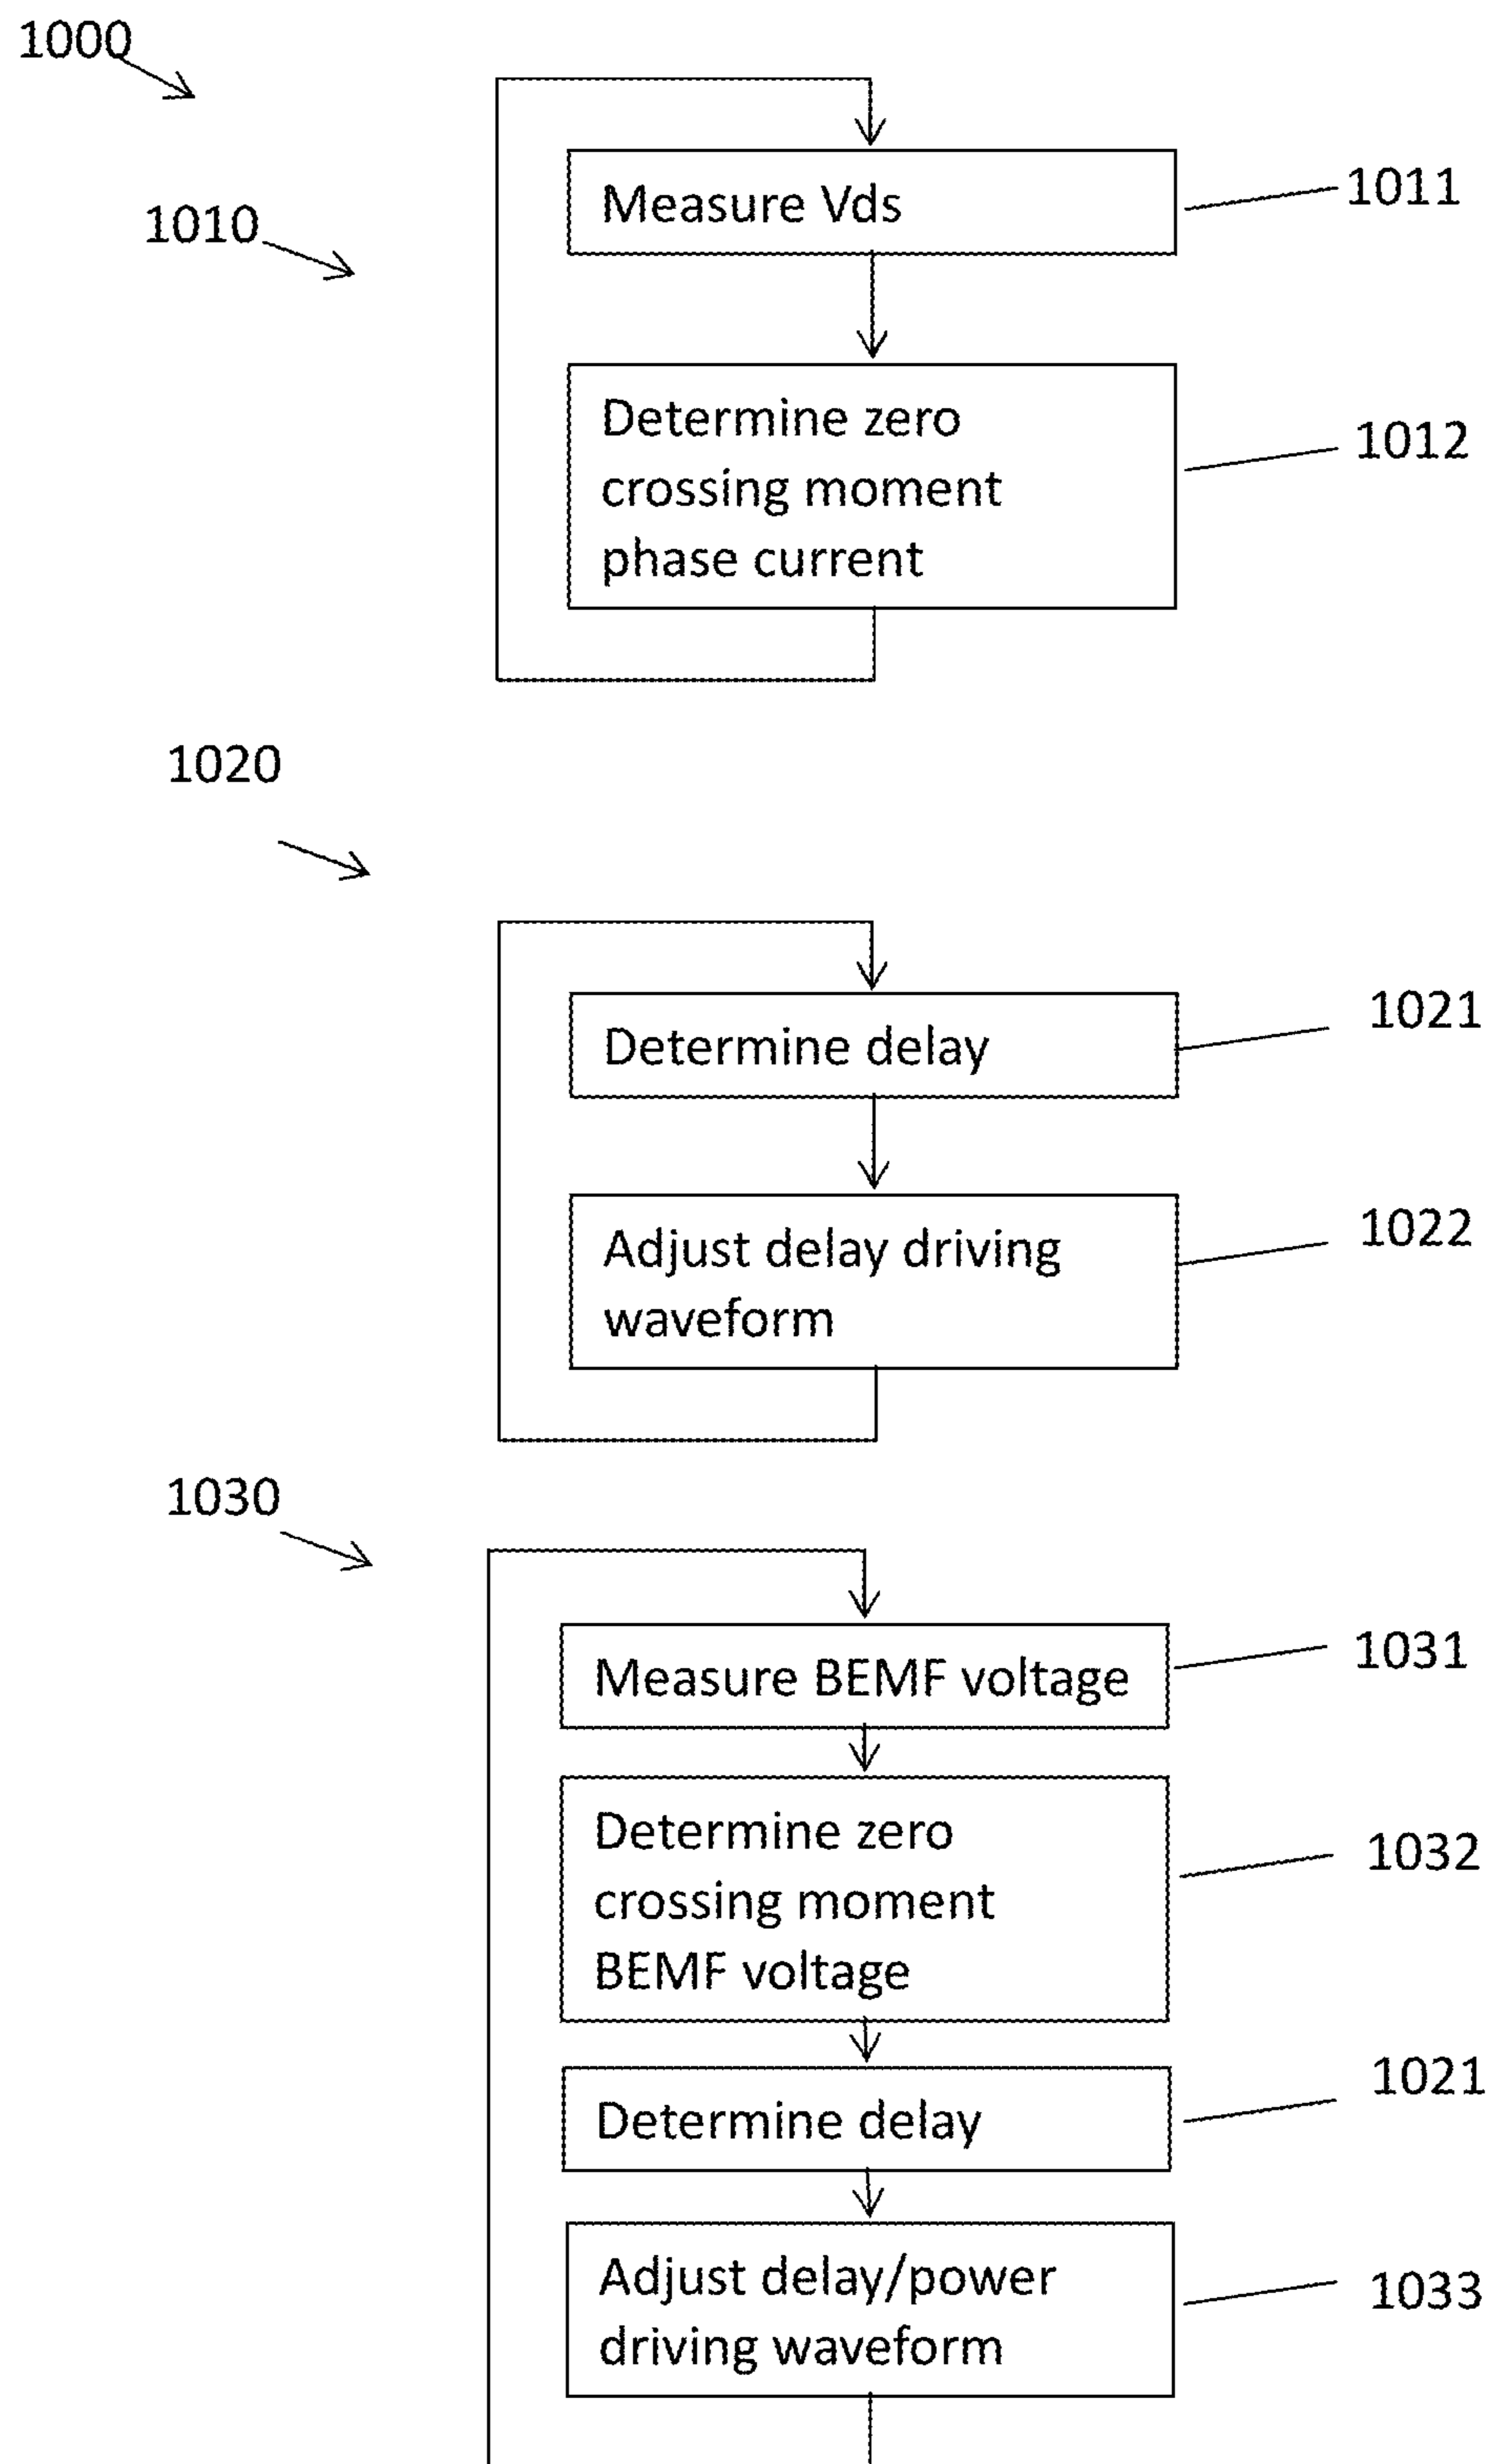 1000
Measure Vds
1011
1010
Determine zero
crossing moment
phase current
1012
1020
Determine delay
1021
Adjust delay driving
waveform
1022
1030
Measure BEMF voltage
1031
Determine zero
crossing moment
BEMF voltage
1032
Determine delay
1021
Adjust delay/power
driving waveform
1033